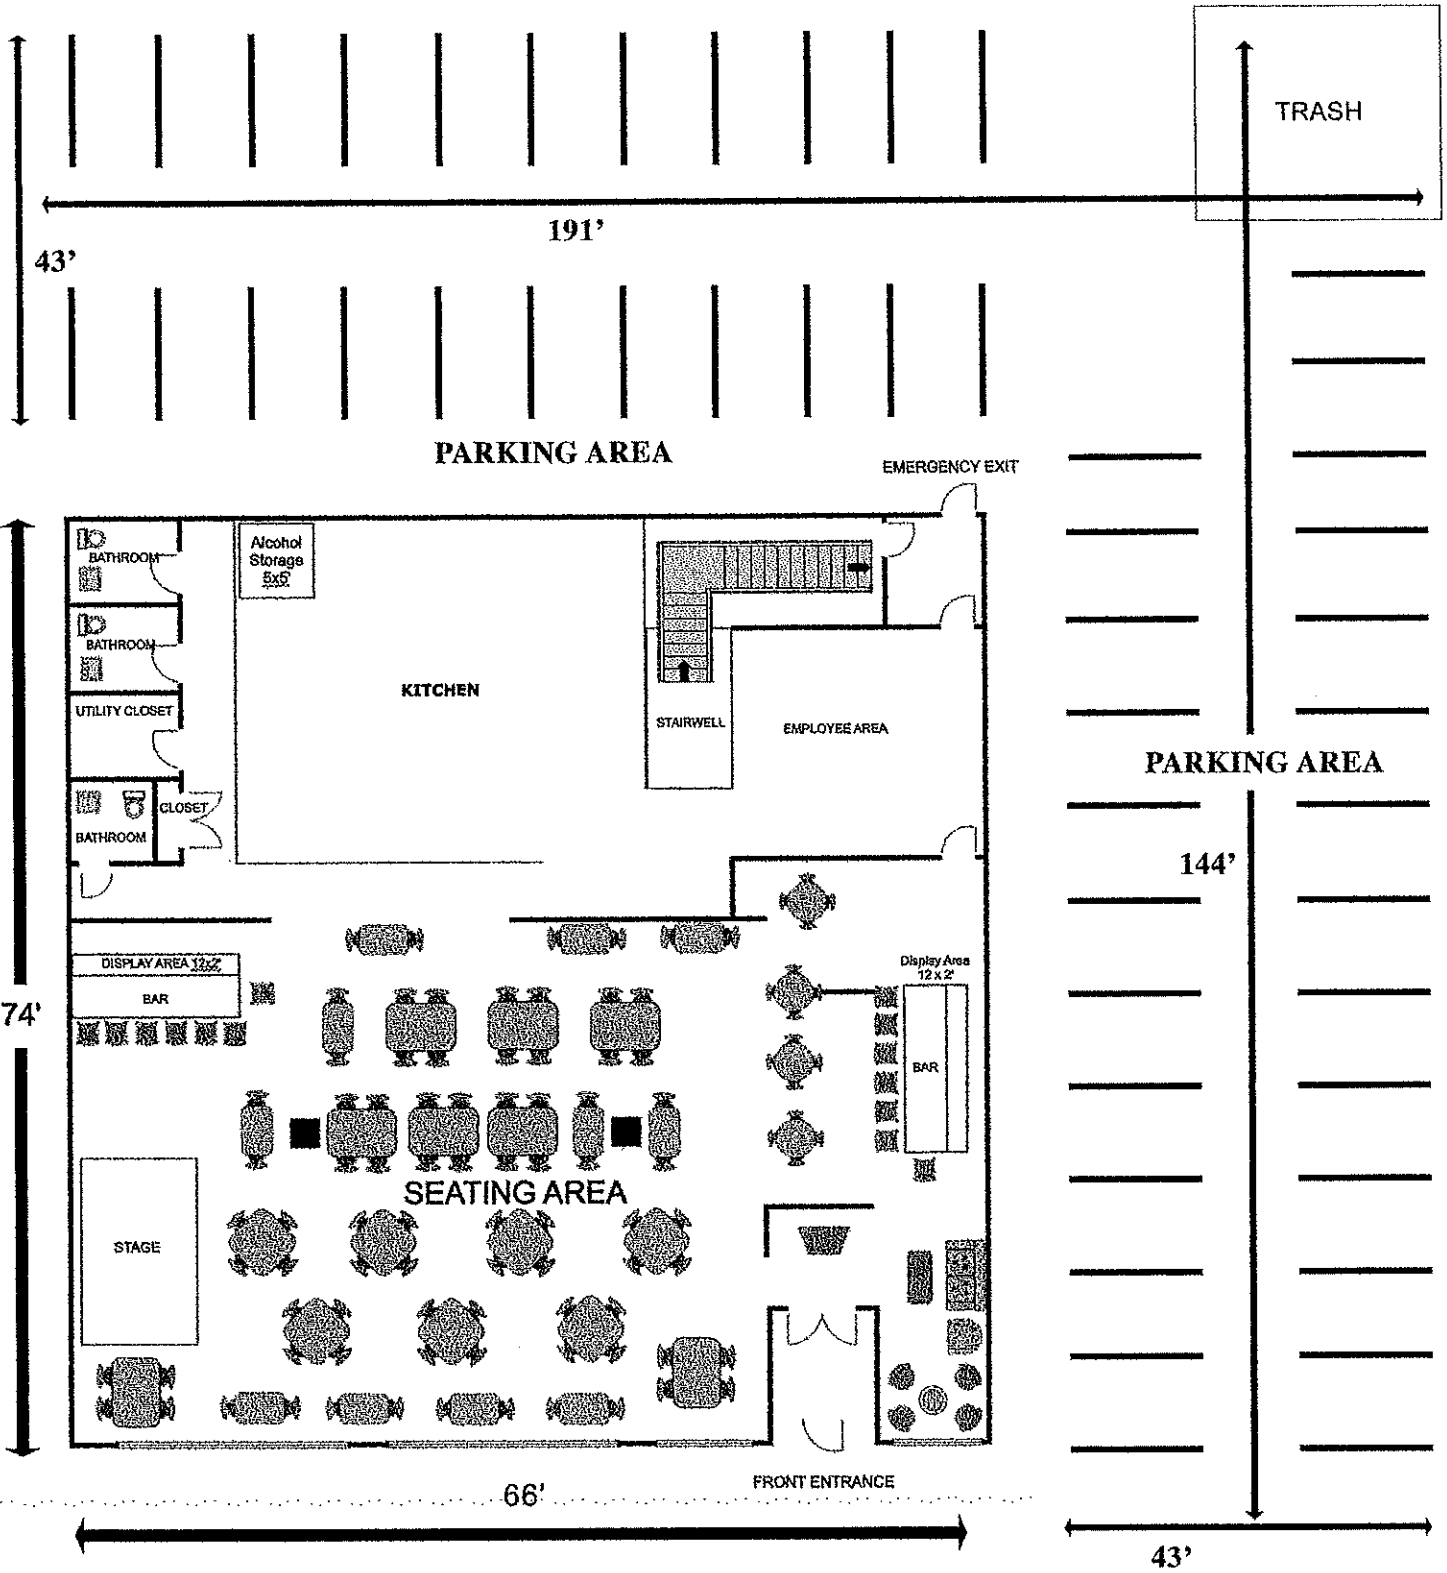 TRASH
191’
43’
PARKING AREA
EMERGENCY EXIT
BATHROOM
Alcohol
Storage
5x5'
BATHROOM
KITCHEN
UTILITY CLOSET
STAIRWELL
EMPLOYEE AREA
PARKING AREA
CLOSET
BATHROOM
144’
DISPLAY AREA 12x2'
BAR
Display Area
12 x 2'
74'
BAR
SEATING AREA
STAGE
FRONT ENTRANCE
66'
43’